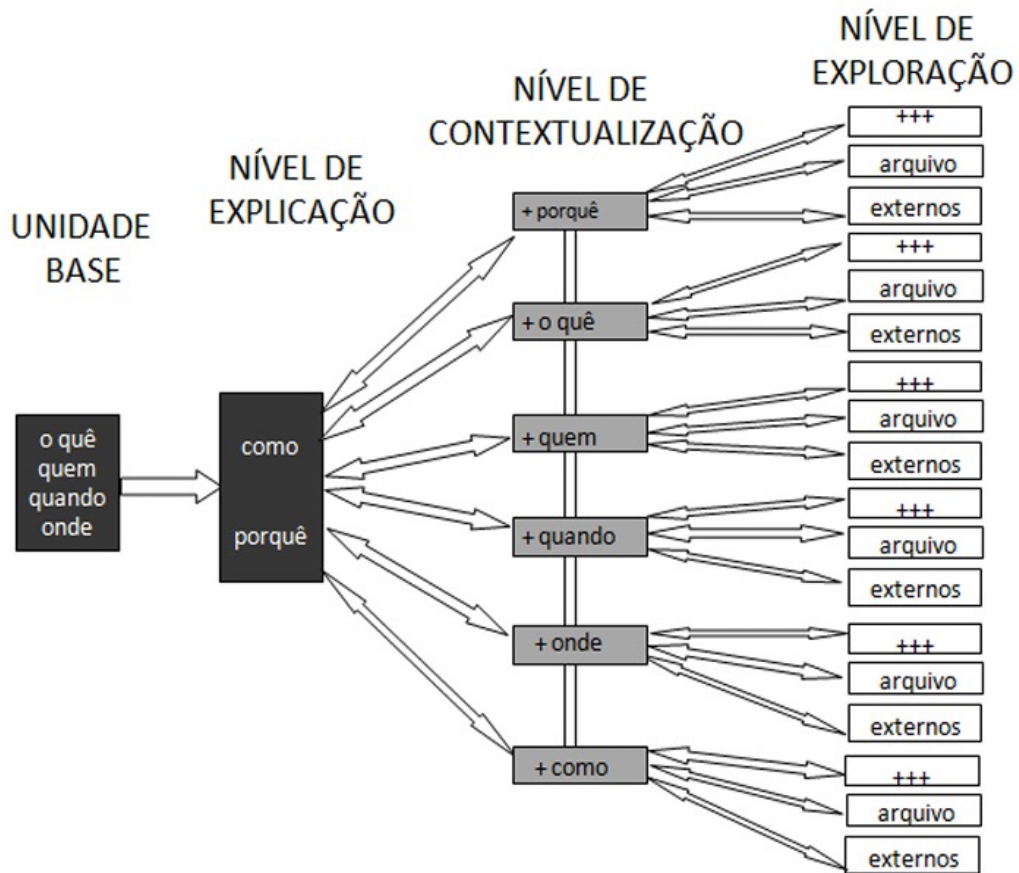 UNIDADE
BASE
o quê
quem
quando
onde
NÍVEL DE
EXPLICAÇÃO
como
porquê
NÍVEL DE
CONTEXTUALIZAÇÃO
+ porquê
+ o quê
+ quem
+ quando
+ onde
+ como
NÍVEL DE
EXPLORAÇÃO
+++
arquivo
externos
+++
arquivo
externos
+++
arquivo
externos
+++
arquivo
externos
+++
arquivo
externos
+++
arquivo
externos